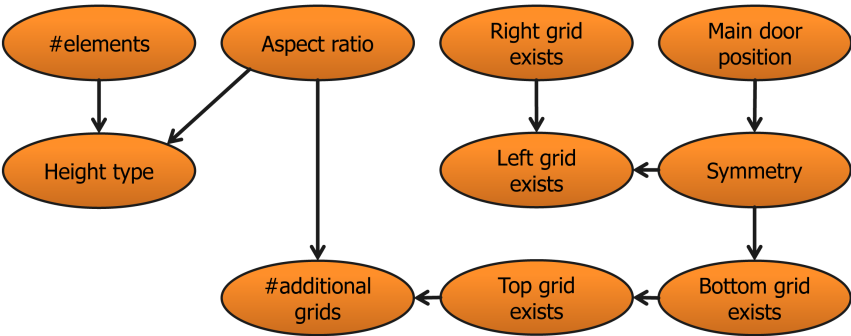 #elements
Aspect ratio
Right grid
exists
Main door
position
Height type
Left grid
exists
Symmetry
#additional
grids
Top grid
exists
Bottom grid
exists